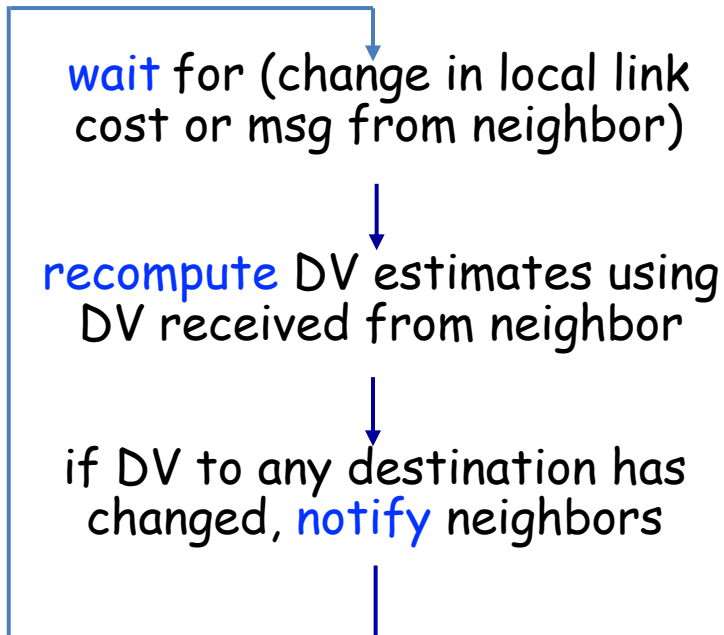 wait for (change in local link
cost or msg from neighbor)
recompute DV estimates using
DV received from neighbor
if DV to any destination has
changed, notify neighbors